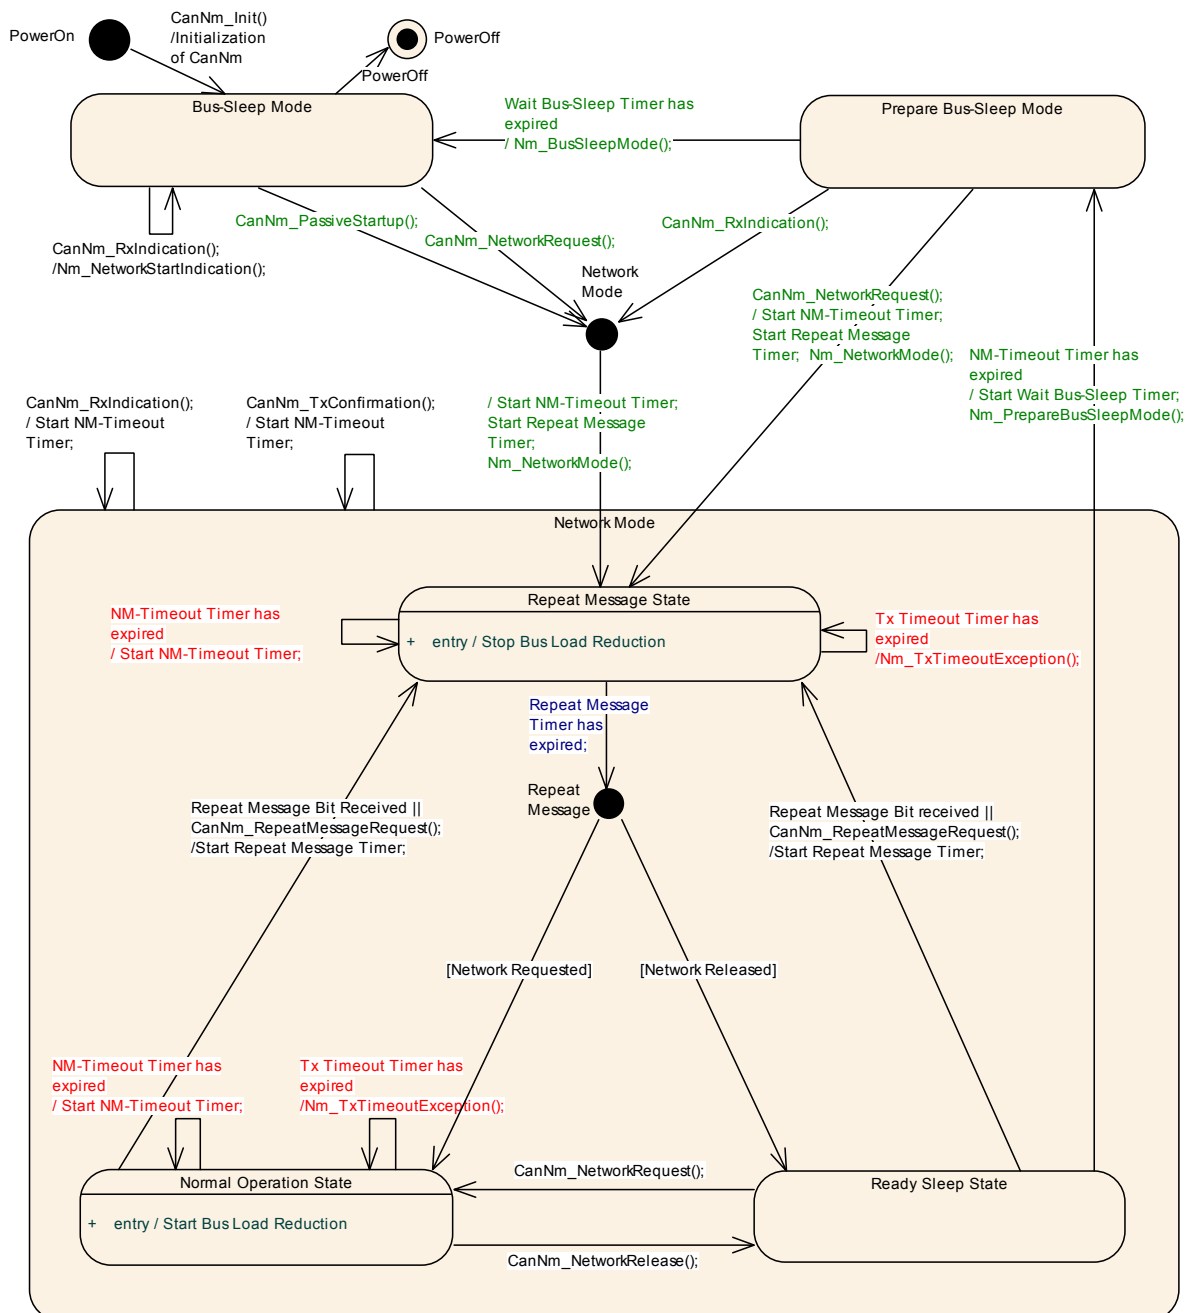 PowerOn
CanNm_Init()
/Initialization
of CanNm
PowerOff
PowerOff
Bus-Sleep Mode
Wait Bus-Sleep Timer has
expired
/ Nm_BusSleepMode();
Prepare Bus-Sleep Mode
CanNm_RxIndication();
/Nm_NetworkStartIndication();
CanNm_PassiveStartup();
CanNm_NetworkRequest();
CanNm_RxIndication();
Network
Mode
CanNm_NetworkRequest();
/ Start NM-Timeout Timer;
Start Repeat Message
Timer; Nm_NetworkMode();
NM-Timeout Timer has
expired
/ Start Wait Bus-Sleep Timer;
Nm_PrepareBusSleepMode();
CanNm_RxIndication();
/ Start NM-Timeout
Timer;
CanNm_TxConfirmation();
/ Start NM-Timeout
Timer;
/ Start NM-Timeout Timer;
Start Repeat Message
Timer;
Nm_NetworkMode();
Network Mode
Repeat Message State
+ entry / Stop Bus Load Reduction
NM-Timeout Timer has
expired
/ Start NM-Timeout Timer;
Tx Timeout Timer has
expired
/Nm_TxTimeoutException();
Repeat Message
Timer has
expired;
Repeat
Message
Repeat Message Bit Received ||
CanNm_RepeatMessageRequest();
/Start Repeat Message Timer;
Repeat Message Bit received ||
CanNm_RepeatMessageRequest();
/Start Repeat Message Timer;
[Network Requested]
[Network Released]
NM-Timeout Timer has
expired
/ Start NM-Timeout Timer;
Tx Timeout Timer has
expired
/Nm_TxTimeoutException();
Normal Operation State
+ entry / Start Bus Load Reduction
CanNm_NetworkRequest();
Ready Sleep State
CanNm_NetworkRelease();